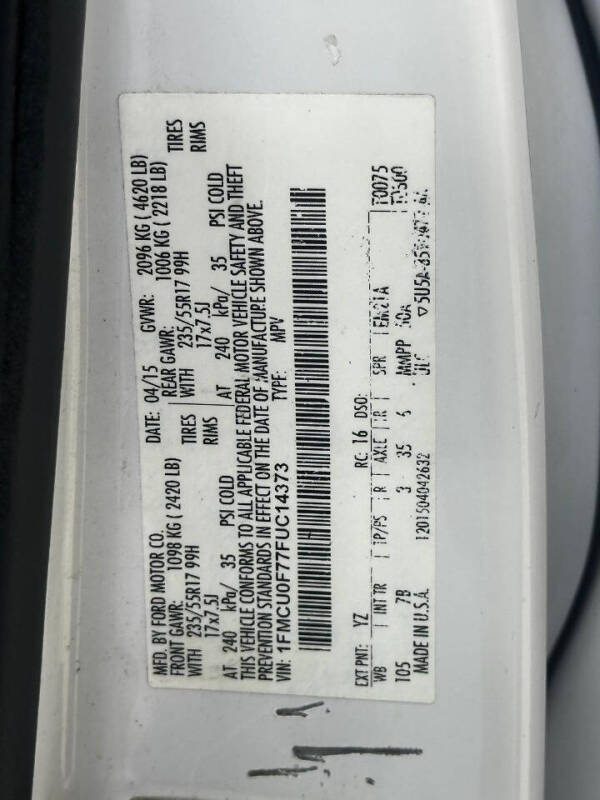 MFD. BY FORD MOTOR CO. DATE: 04/15 GVWR: 2096 KG ( 4620 LB)
FRONT GAWR: 1098 KG ( 2420 LB) REAR GAWR: 1006 KG ( 2218 LB)
WITH 235/55R17 99H TIRES WITH 235/55R17 99H TIRES
17x7.5J RIMS 17x7.5J RIMS
AT 240 kPa/ 35 PSI COLD AT 240 kPa/ 35 PSI COLD
THIS VEHICLE CONFORMS TO ALL APPLICABLE FEDERAL MOTOR VEHICLE SAFETY AND THEFT
PREVENTION STANDARDS IN EFFECT ON THE DATE OF MANUFACTURE SHOWN ABOVE.
VIN: 1FMCU0F77FUC14373 TYPE: MPV
EXT PNT: YZ RC: 16 DSO: T0075
WB INT TR TP/PS R AXLE TR SPR
105 7B 3 35 6 MMPP
MADE IN U.S.A. 1201504042632